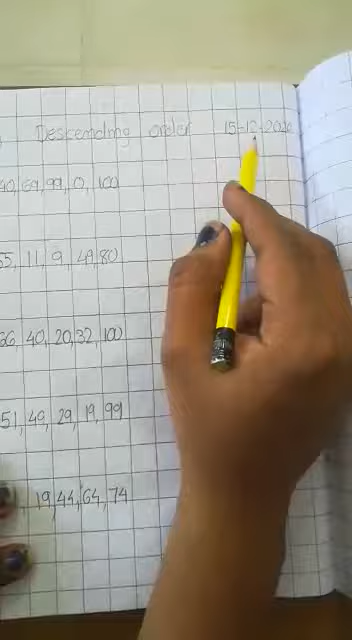 Descending order 15-12-2020
40, 69, 99, 0, 100
55, 11, 9, 49, 80
36, 40, 20, 32, 100
51, 49, 29, 19, 99
, 19, 44, 64, 74